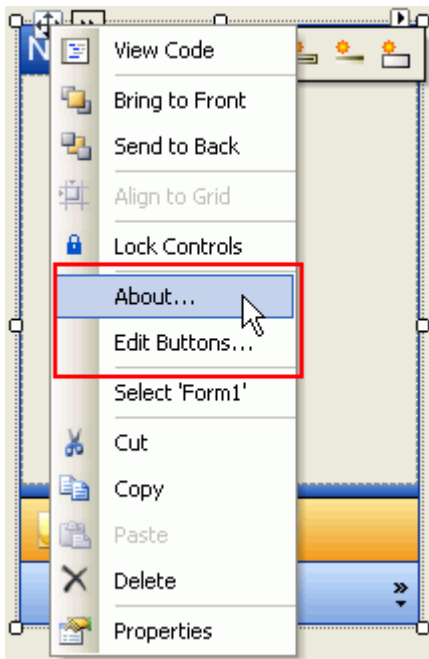 N
View Code
Bring to Front
Send to Back
Align to Grid
Lock Controls
About...
Edit Buttons...
Select 'Form1'
Cut
Copy
Paste
Delete
Properties